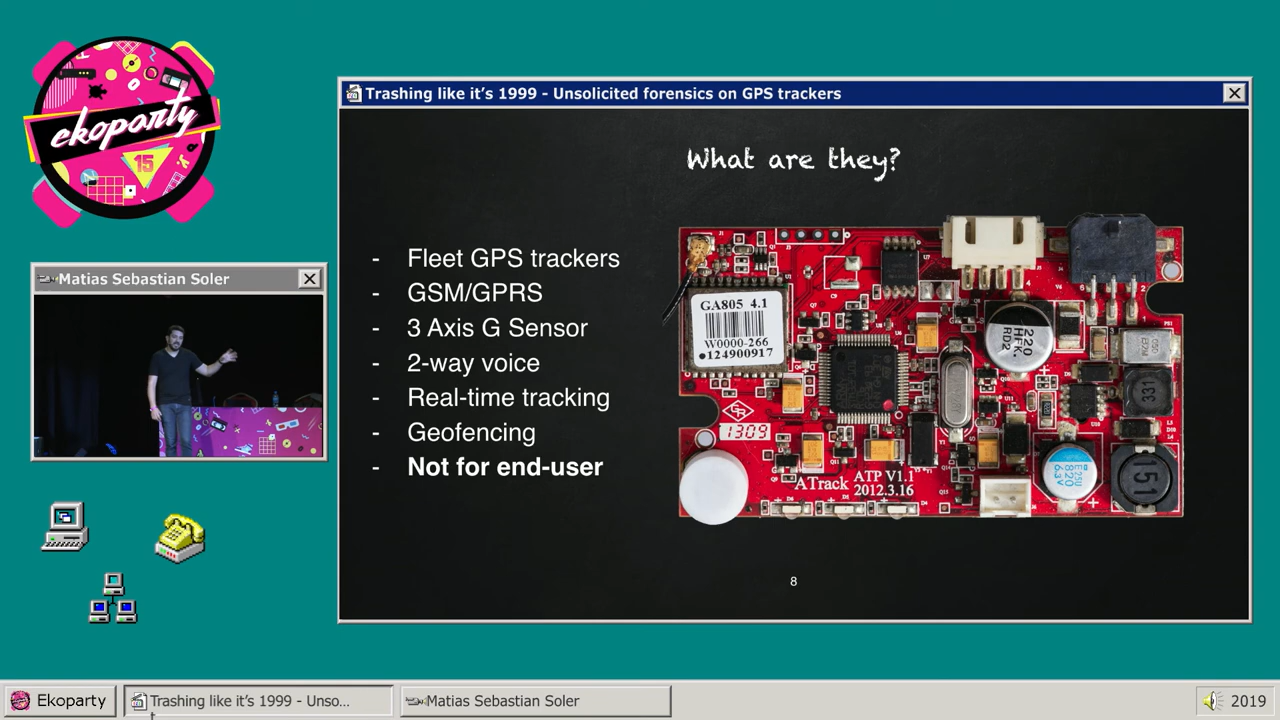 ekoparty
15
Trashing like it's 1999 - Unsolicited forensics on GPS trackers
What are they?
Matias Sebastian Soler
- Fleet GPS trackers
- GSM/GPRS
- 3 Axis G Sensor
- 2-way voice
- Real-time tracking
- Geofencing
- Not for end-user
GA805 4.1
W0000-266
124900917
220
HFK
RD2
331
1309
ATrack
ATP V1.1
2012.3.16
820
151
8
Ekoparty
Trashing like it's 1999 - Unso...
Matias Sebastian Soler
2019